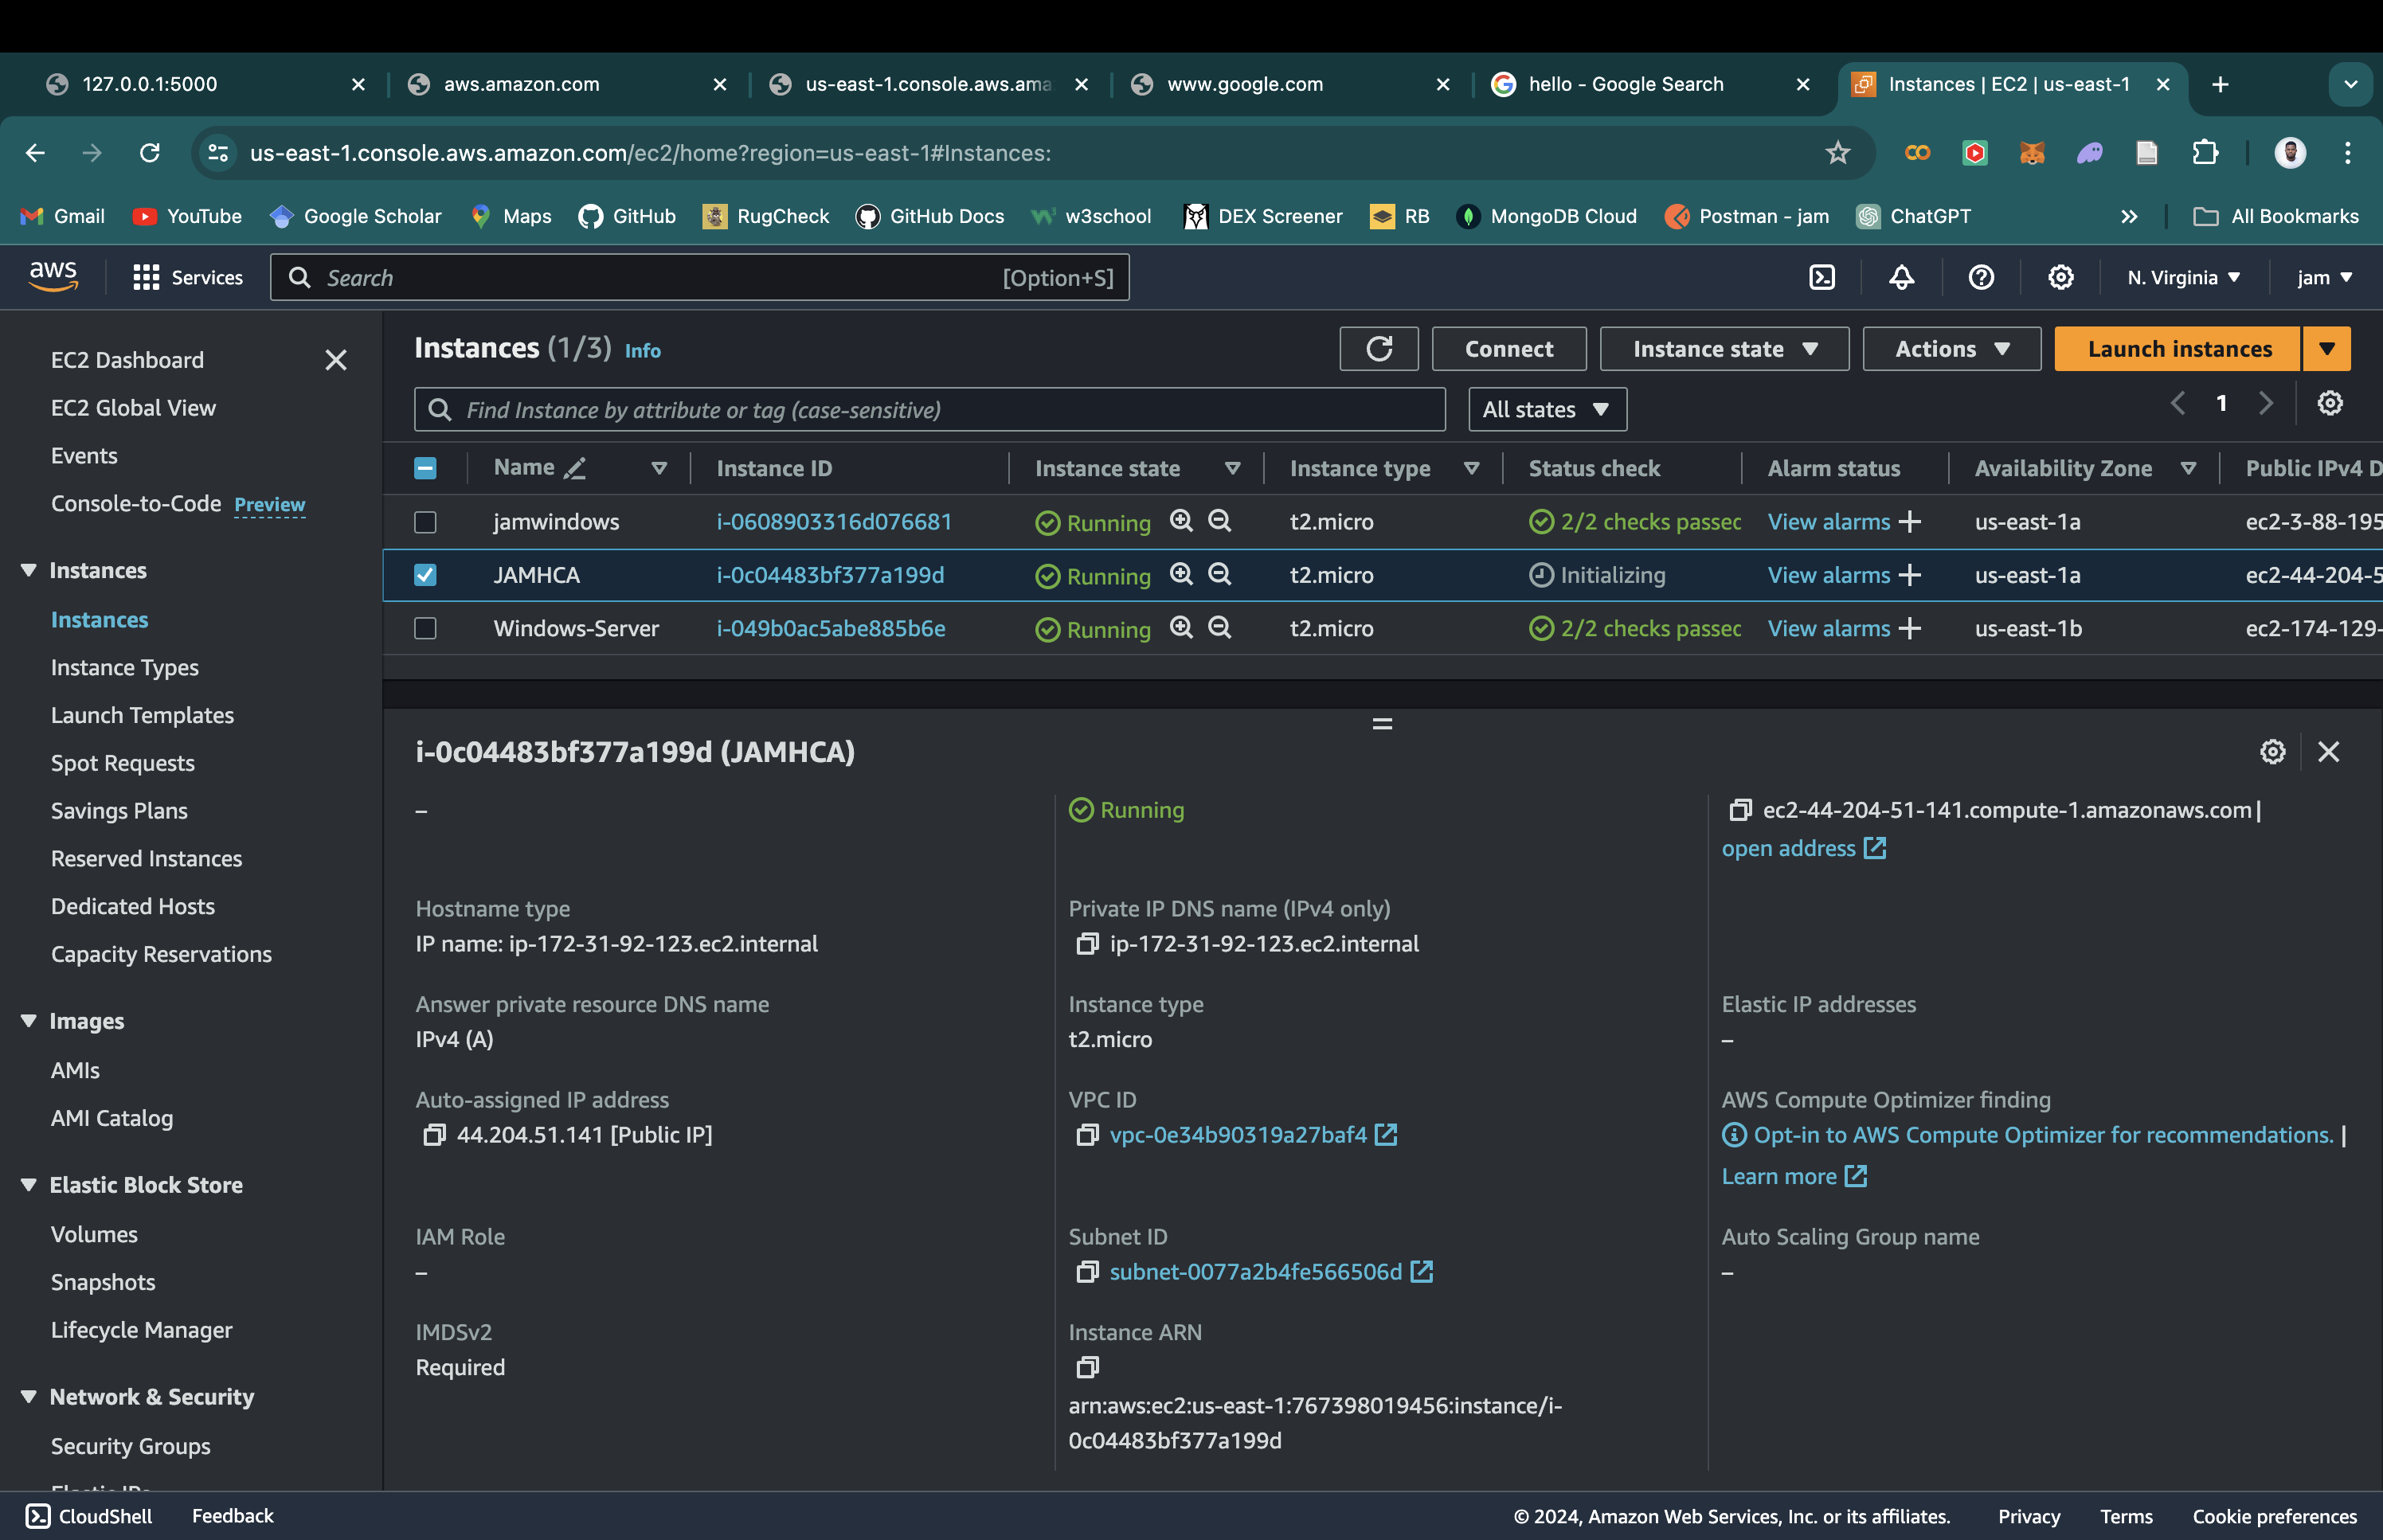 127.0.0.1:5000
aws.amazon.com
us-east-1.console.aws.ama
www.google.com
hello - Google Search
Instances | EC2 | us-east-1
us-east-1.console.aws.amazon.com/ec2/home?region=us-east-1#Instances:
Gmail
YouTube
Google Scholar
Maps
GitHub
RugCheck
GitHub Docs
w3school
DEX Screener
RB
MongoDB Cloud
Postman - jam
ChatGPT
All Bookmarks
aws
Services
Search
[Option+S]
N. Virginia
jam
EC2 Dashboard
EC2 Global View
Events
Console-to-Code Preview
Instances
Instances
Instance Types
Launch Templates
Spot Requests
Savings Plans
Reserved Instances
Dedicated Hosts
Capacity Reservations
Images
AMIs
AMI Catalog
Elastic Block Store
Volumes
Snapshots
Lifecycle Manager
Network & Security
Security Groups
Instances (1/3) Info
Connect
Instance state
Actions
Launch instances
Find Instance by attribute or tag (case-sensitive)
All states
1
Name Instance ID Instance state Instance type Status check Alarm status Availability Zone Public IPv4 D
jamwindows i-0608903316d076681 Running t2.micro 2/2 checks passec View alarms + us-east-1a ec2-3-88-195
JAMHCA i-0c04483bf377a199d Running t2.micro Initializing View alarms + us-east-1a ec2-44-204-5
Windows-Server i-049b0ac5abe885b6e Running t2.micro 2/2 checks passec View alarms + us-east-1b ec2-174-129-
i-0c04483bf377a199d (JAMHCA)
–
Running
ec2-44-204-51-141.compute-1.amazonaws.com |
open address
Hostname type
IP name: ip-172-31-92-123.ec2.internal
Private IP DNS name (IPv4 only)
ip-172-31-92-123.ec2.internal
Answer private resource DNS name
IPv4 (A)
Instance type
t2.micro
Elastic IP addresses
–
Auto-assigned IP address
44.204.51.141 [Public IP]
VPC ID
vpc-0e34b90319a27baf4
AWS Compute Optimizer finding
Opt-in to AWS Compute Optimizer for recommendations. |
Learn more
IAM Role
–
Subnet ID
subnet-0077a2b4fe566506d
Auto Scaling Group name
–
IMDSv2
Required
Instance ARN
arn:aws:ec2:us-east-1:767398019456:instance/i-
0c04483bf377a199d
CloudShell
Feedback
© 2024, Amazon Web Services, Inc. or its affiliates.
Privacy
Terms
Cookie preferences